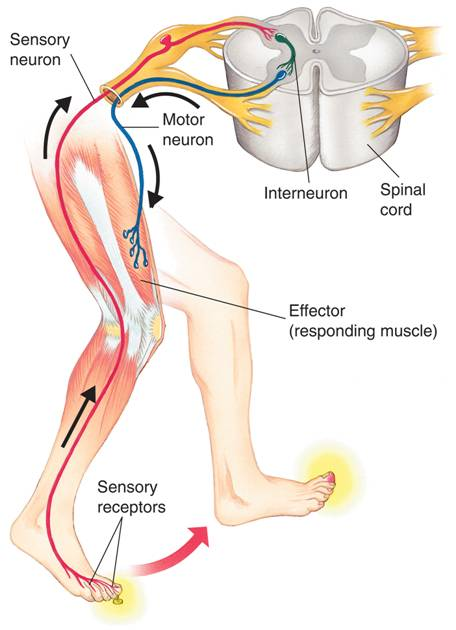 Sensory
neuron
Motor
neuron
Interneuron
Spinal
cord
Effector
(responding muscle)
Sensory
receptors